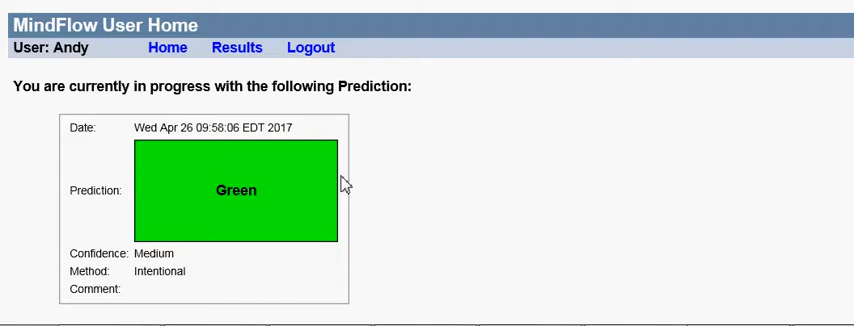 MindFlow User Home
User: Andy Home Results Logout
You are currently in progress with the following Prediction:
Date: Wed Apr 26 09:58:06 EDT 2017
Prediction: Green
Confidence: Medium
Method: Intentional
Comment: